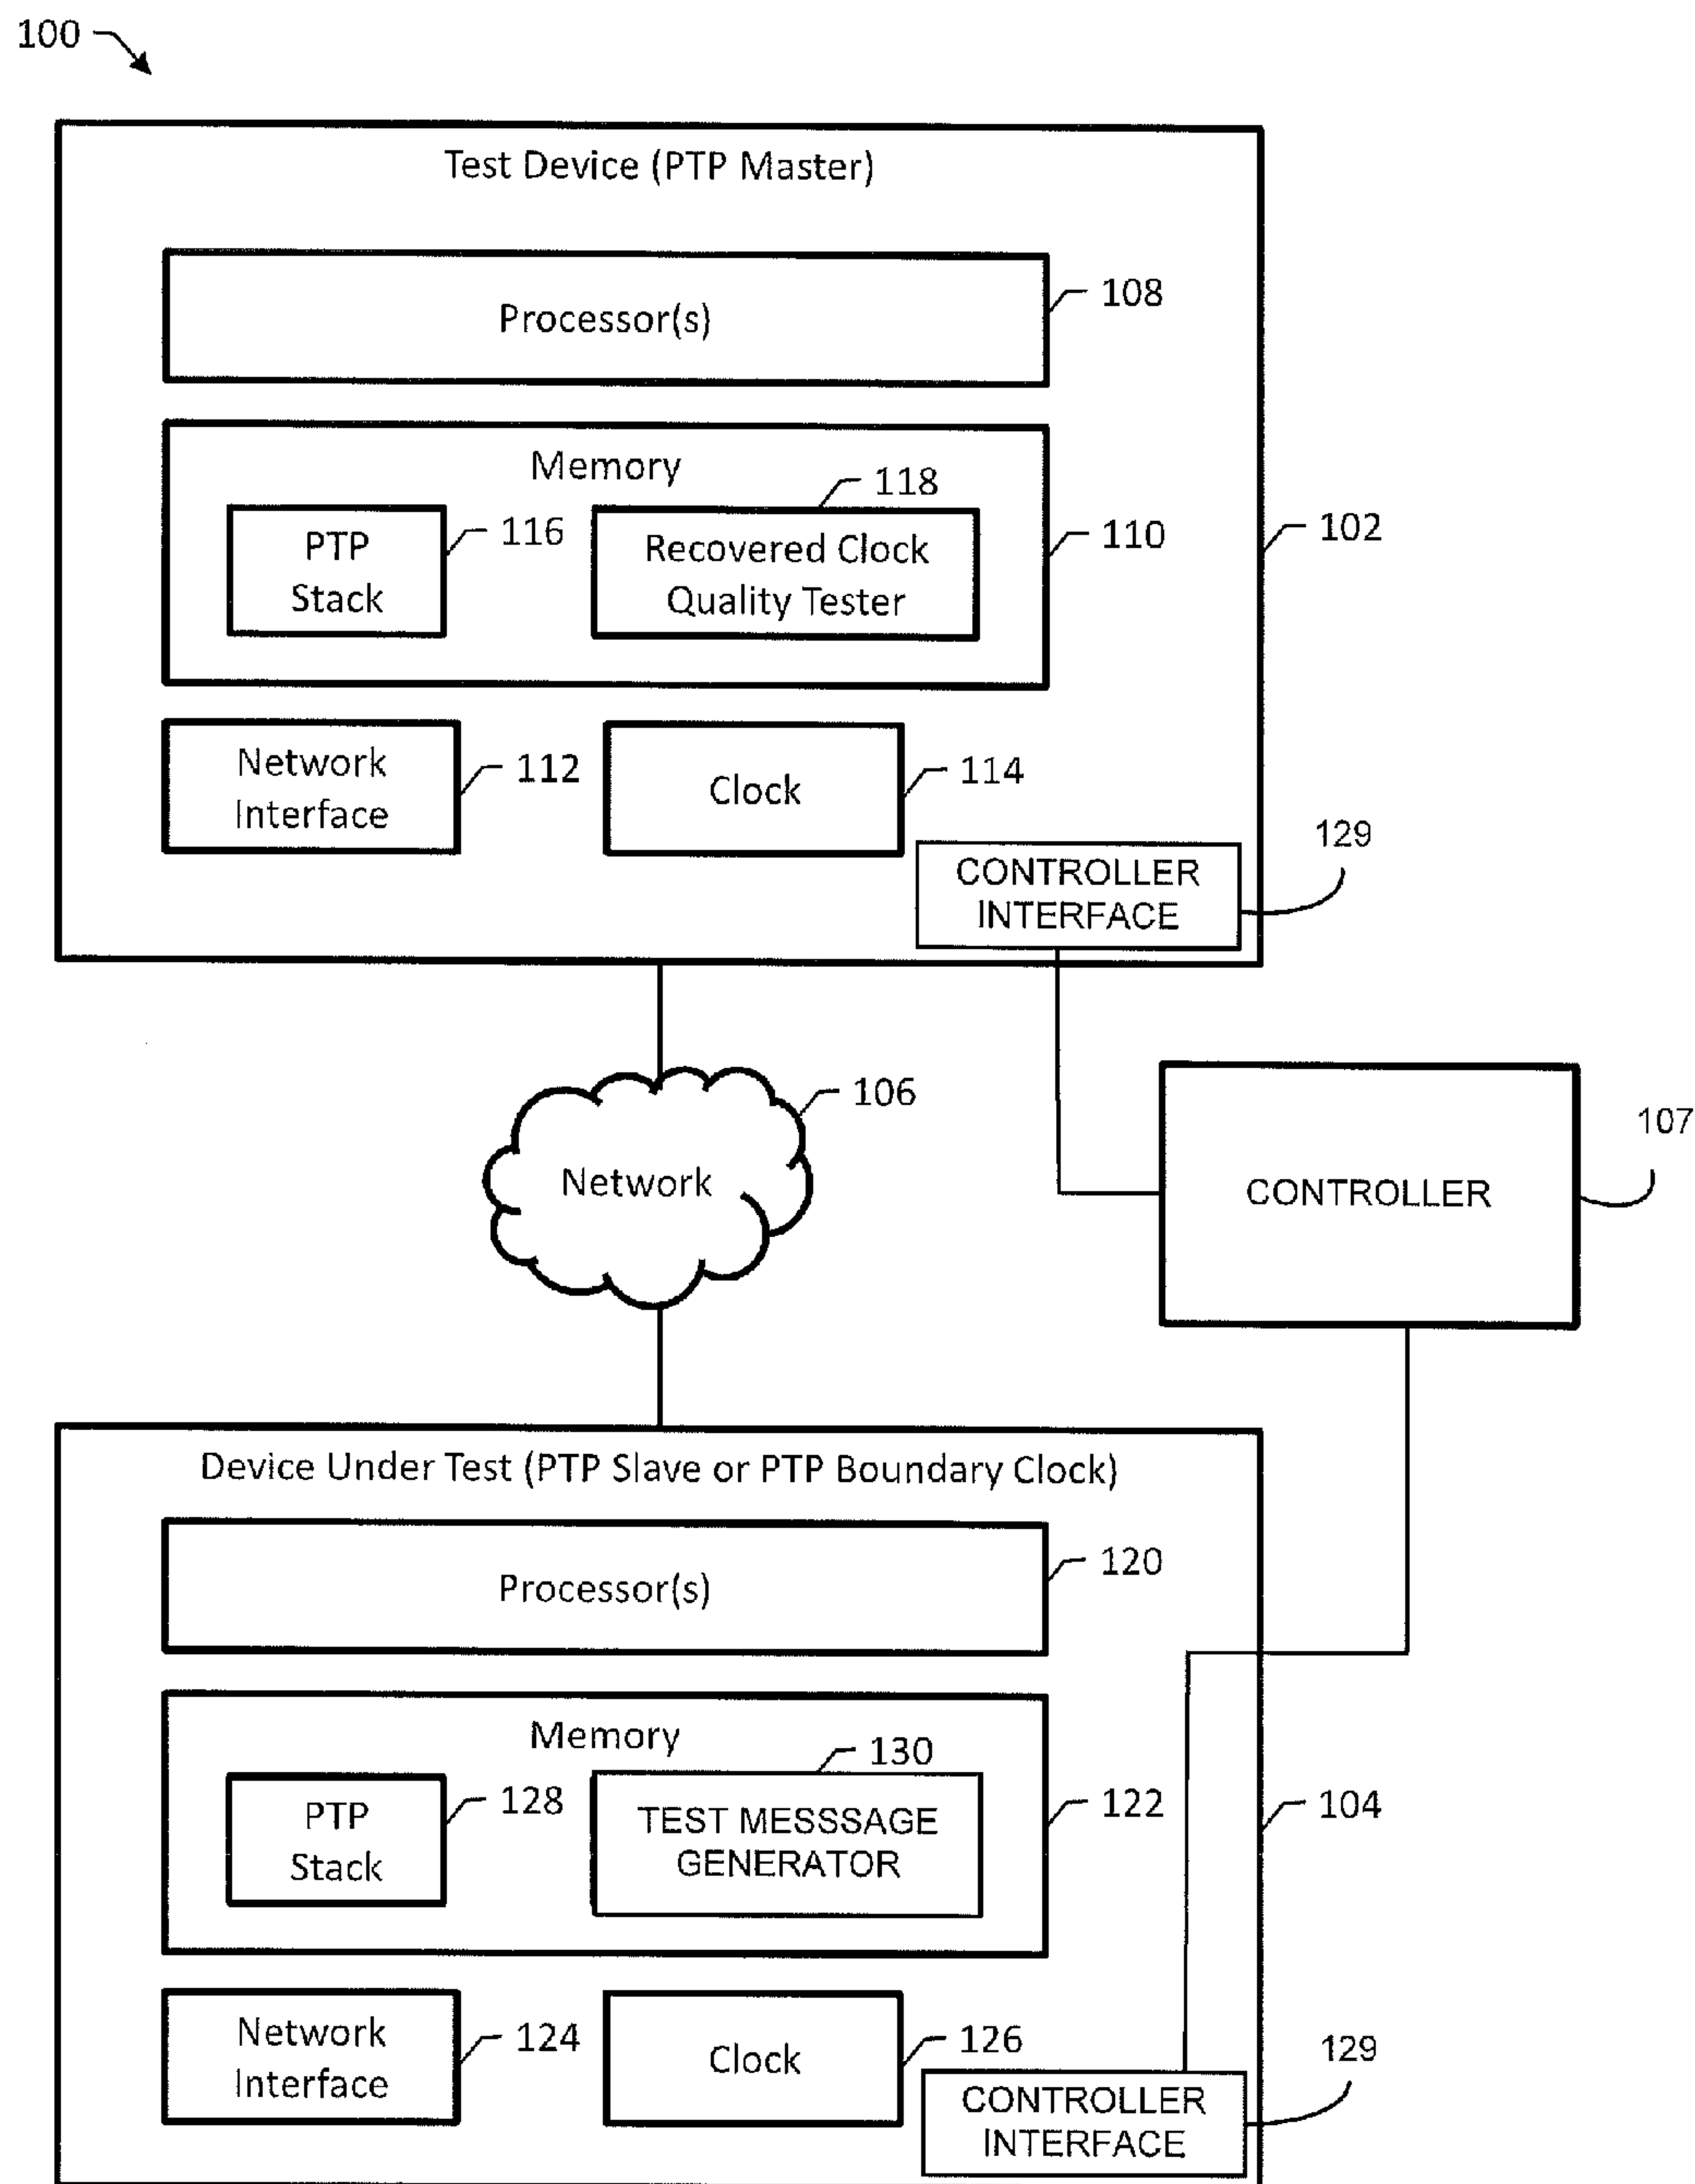 100
Test Device (PTP Master)
Processor(s)
108
Memory
118
PTP
Stack
116
Recovered Clock
Quality Tester
110
102
Network
Interface
112
Clock
114
129
CONTROLLER
INTERFACE
106
Network
107
CONTROLLER
Device Under Test (PTP Slave or PTP Boundary Clock)
120
Processor(s)
Memory
130
PTP
Stack
128
TEST MESSSAGE
GENERATOR
122
104
Network
Interface
124
Clock
126
129
CONTROLLER
INTERFACE